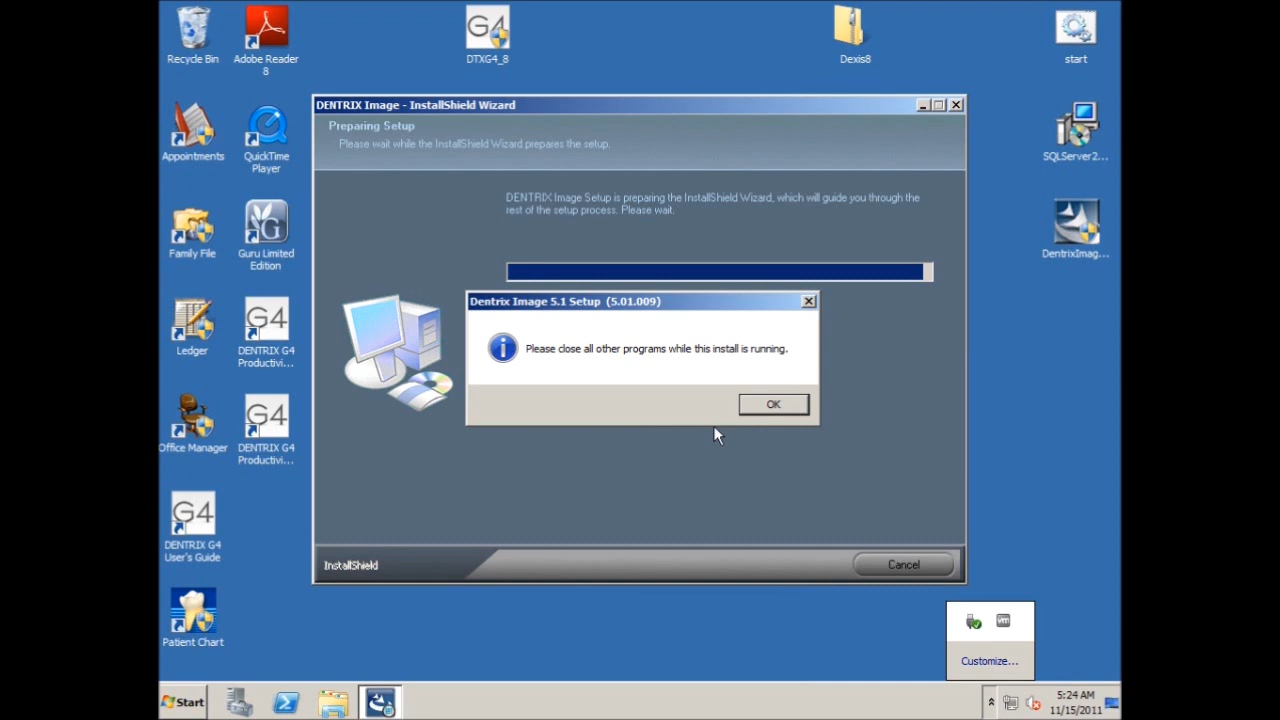 Recycle Bin
Adobe Reader
8
G4
DTXG4_8
Dexis8
start
Appointments
QuickTime
Player
SQLServer2...
Family File
Guru Limited
Edition
DentrixImag...
Ledger
G4
DENTRIX G4
Productivi...
Office Manager
G4
DENTRIX G4
Productivi...
G4
DENTRIX G4
User's Guide
Patient Chart
DENTRIX Image - InstallShield Wizard
Preparing Setup
Please wait while the InstallShield Wizard prepares the setup.
DENTRIX Image Setup is preparing the InstallShield Wizard, which will guide you through the
rest of the setup process. Please wait.
Dentrix Image 5.1 Setup (5.01.009)
Please close all other programs while this install is running.
OK
InstallShield
Cancel
Customize...
Start
5:24 AM
11/15/2011